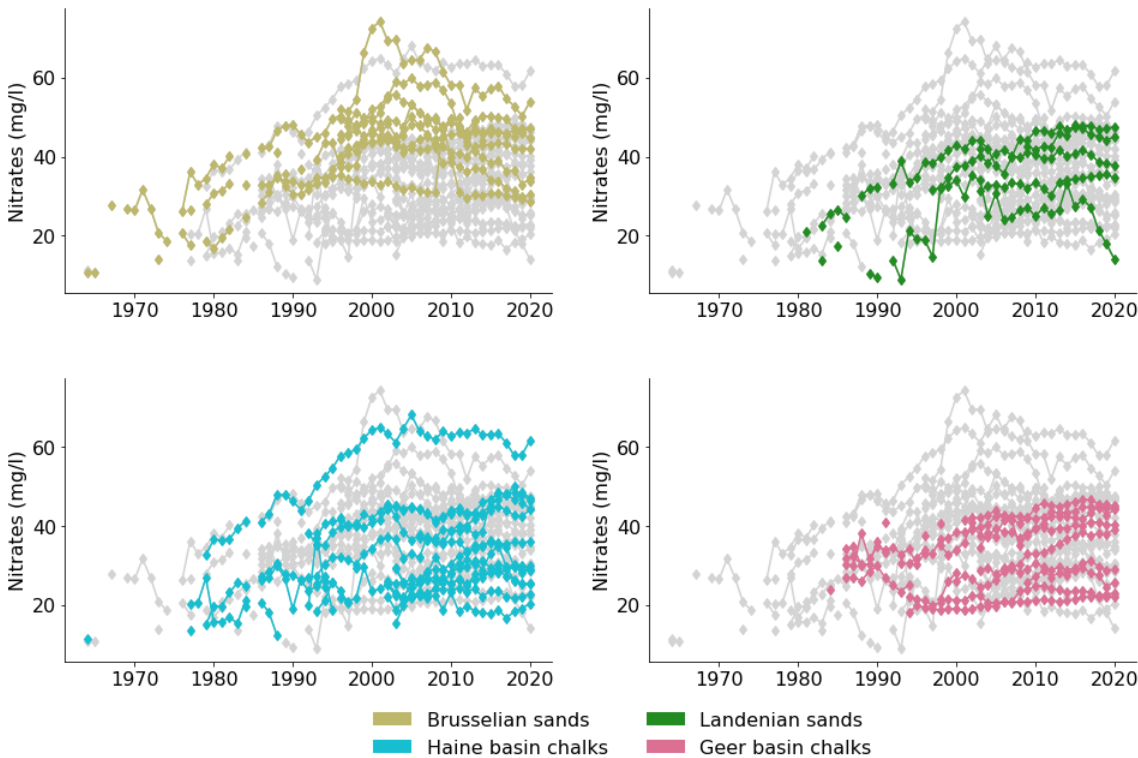 Nitrates (mg/l)
60
40
20
1970 1980 1990 2000 2010 2020
Nitrates (mg/l)
60
40
20
1970 1980 1990 2000 2010 2020
Nitrates (mg/l)
60
40
20
1970 1980 1990 2000 2010 2020
Nitrates (mg/l)
60
40
20
1970 1980 1990 2000 2010 2020
Brusselian sands
Haine basin chalks
Landenian sands
Geer basin chalks